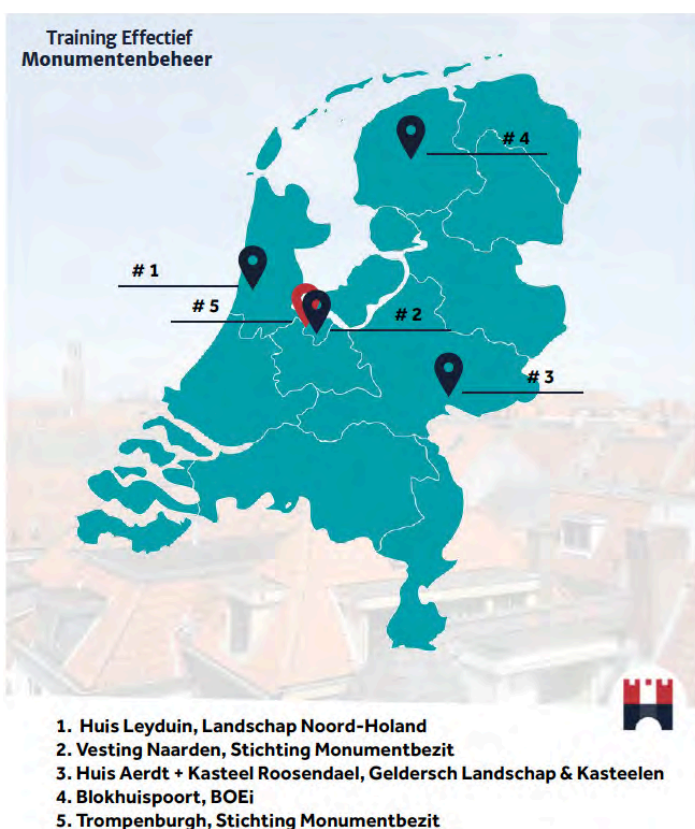 Training Effectief
Monumentenbeheer
# 4
# 1
# 5
# 2
# 3
1. Huis Leyduin, Landschap Noord-Holand
2. Vesting Naarden, Stichting Monumentbezit
3. Huis Aerdt + Kasteel Roosendael, Geldersch Landschap & Kasteelen
4. Blokhuispoort, BOEi
5. Trompenburgh, Stichting Monumentbezit